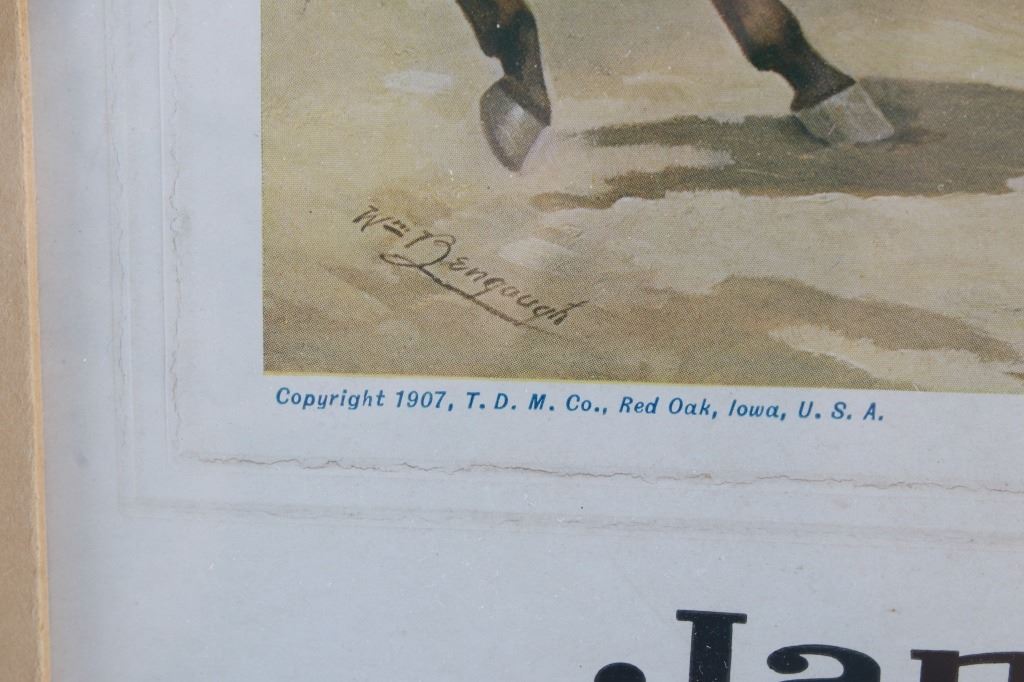 Wm Bengough
Copyright 1907, T. D. M. Co., Red Oak, Iowa, U. S. A.
Jan